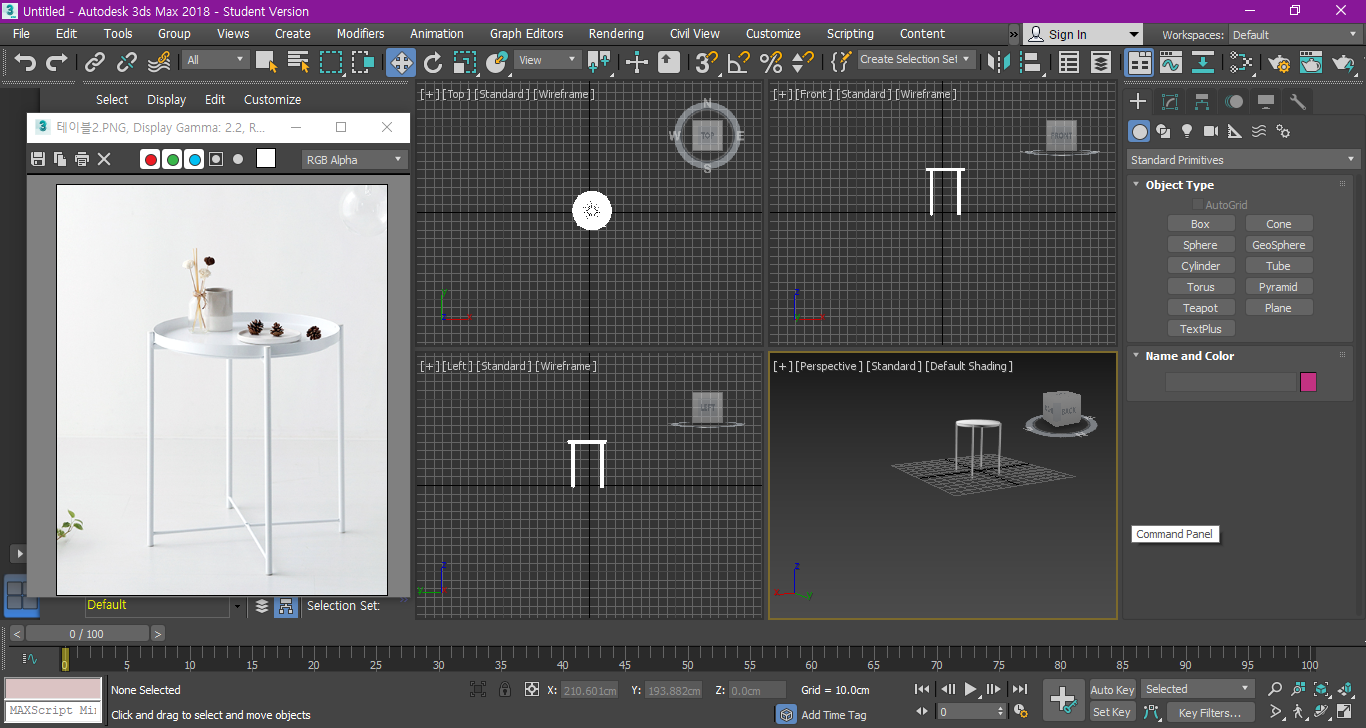 Untitled - Autodesk 3ds Max 2018 - Student Version
File Edit Tools Group Views Create Modifiers Animation Graph Editors Rendering Civil View Customize Scripting Content » Sign In Workspaces: Default
All View Create Selection Set
Select Display Edit Customize
테이블2.PNG, Display Gamma: 2.2, R...
RGB Alpha
[+] [Top] [Standard] [Wireframe]
N
W TOP E
S
y
z x
[+] [Front] [Standard] [Wireframe]
FRONT
z
y x
[+] [Left] [Standard] [Wireframe]
LEFT
z
y
[+] [Perspective] [Standard] [Default Shading]
BACK
z
x y
Standard Primitives
Object Type
AutoGrid
Box Cone
Sphere GeoSphere
Cylinder Tube
Torus Pyramid
Teapot Plane
TextPlus
Name and Color
Command Panel
Default Selection Set:
< 0 / 100 >
0 5 10 15 20 25 30 35 40 45 50 55 60 65 70 75 80 85 90 95 100
None Selected X: 210.601cm Y: 193.882cm Z: 0.0cm Grid = 10.0cm Auto Key Selected
MAXScript Mi
Click and drag to select and move objects Add Time Tag 0 Set Key Key Filters...